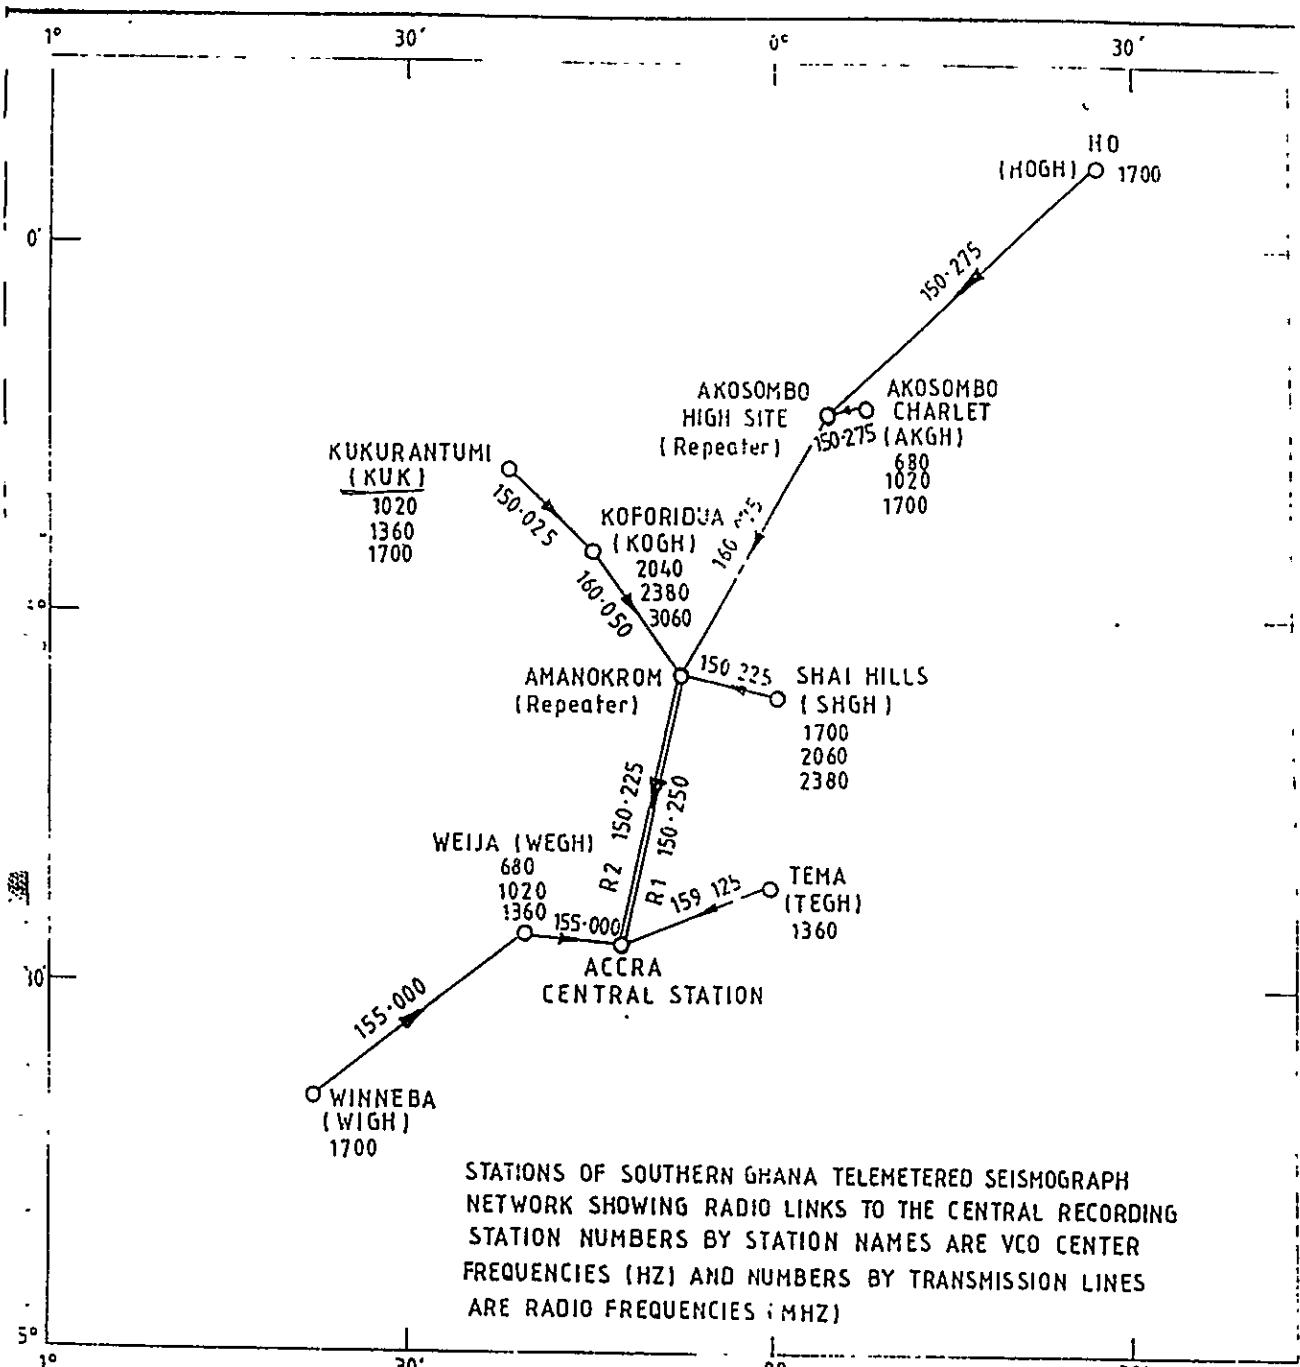 1°
30′
0°
30′
HO
(HOGH)
1700
0′
150·275
AKOSOMBO
HIGH SITE
(Repeater)
AKOSOMBO
CHARLET
(AKGH)
680
1020
1700
150·275
KUKURANTUMI
(KUK)
1020
1360
1700
150·025
KOFORIDUA
(KOGH)
2040
2380
3060
160·050
160
AMANOKROM
(Repeater)
150 225
SHAI HILLS
(SHGH)
1700
2060
2380
R2 150·225
R1 150·250
WEIJA (WEGH)
680
1020
1360
155·000
159 125
TEMA
(TEGH)
1360
ACCRA
CENTRAL STATION
30′
155·000
WINNEBA
(WIGH)
1700
STATIONS OF SOUTHERN GHANA TELEMETERED SEISMOGRAPH
NETWORK SHOWING RADIO LINKS TO THE CENTRAL RECORDING
STATION NUMBERS BY STATION NAMES ARE VCO CENTER
FREQUENCIES (HZ) AND NUMBERS BY TRANSMISSION LINES
ARE RADIO FREQUENCIES (MHZ)
5°
30′